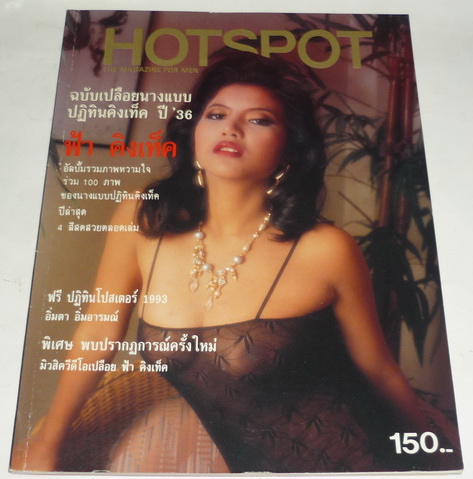 HOTSPOT
THE MAGAZINE FOR MEN
ฉบับเปลือยนางแบบ
ปฏิทินคิงเท็ค ปี '36
ฟ้า คิงเท็ค
อัลบั้มรวมภาพหวามใจ
ร่วม 100 ภาพ
ของนางแบบปฏิทินคิงเท็ค
ปีล่าสุด
4 สีสดสวยตลอดเล่ม
ฟรี ปฏิทินโปสเตอร์ 1993
อิ่มตา อิ่มอารมณ์
พิเศษ พบปรากฏการณ์ครั้งใหม่
มิวสิควีดีโอเปลือย ฟ้า คิงเท็ค
150.-